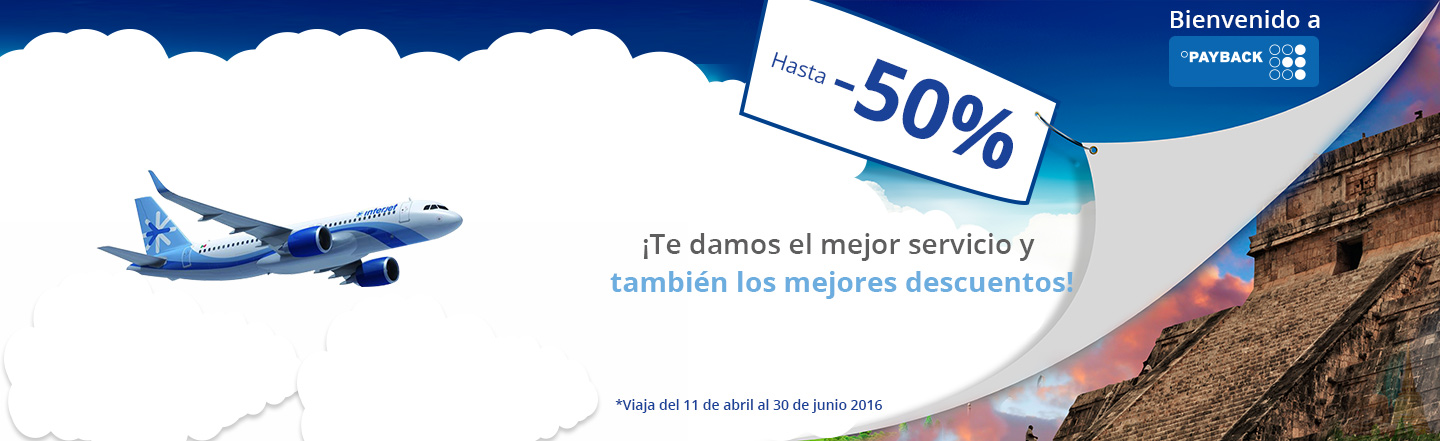 Bienvenido a
PAYBACK
Hasta -50%
interjet
¡Te damos el mejor servicio y
también los mejores descuentos!
*Viaja del 11 de abril al 30 de junio 2016